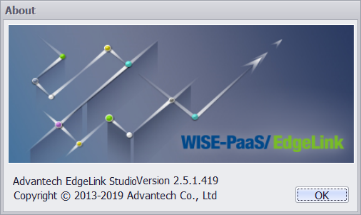 About
WISE-PaaS/EdgeLink
Advantech EdgeLink StudioVersion 2.5.1.419
Copyright © 2013-2019 Advantech Co., Ltd
OK